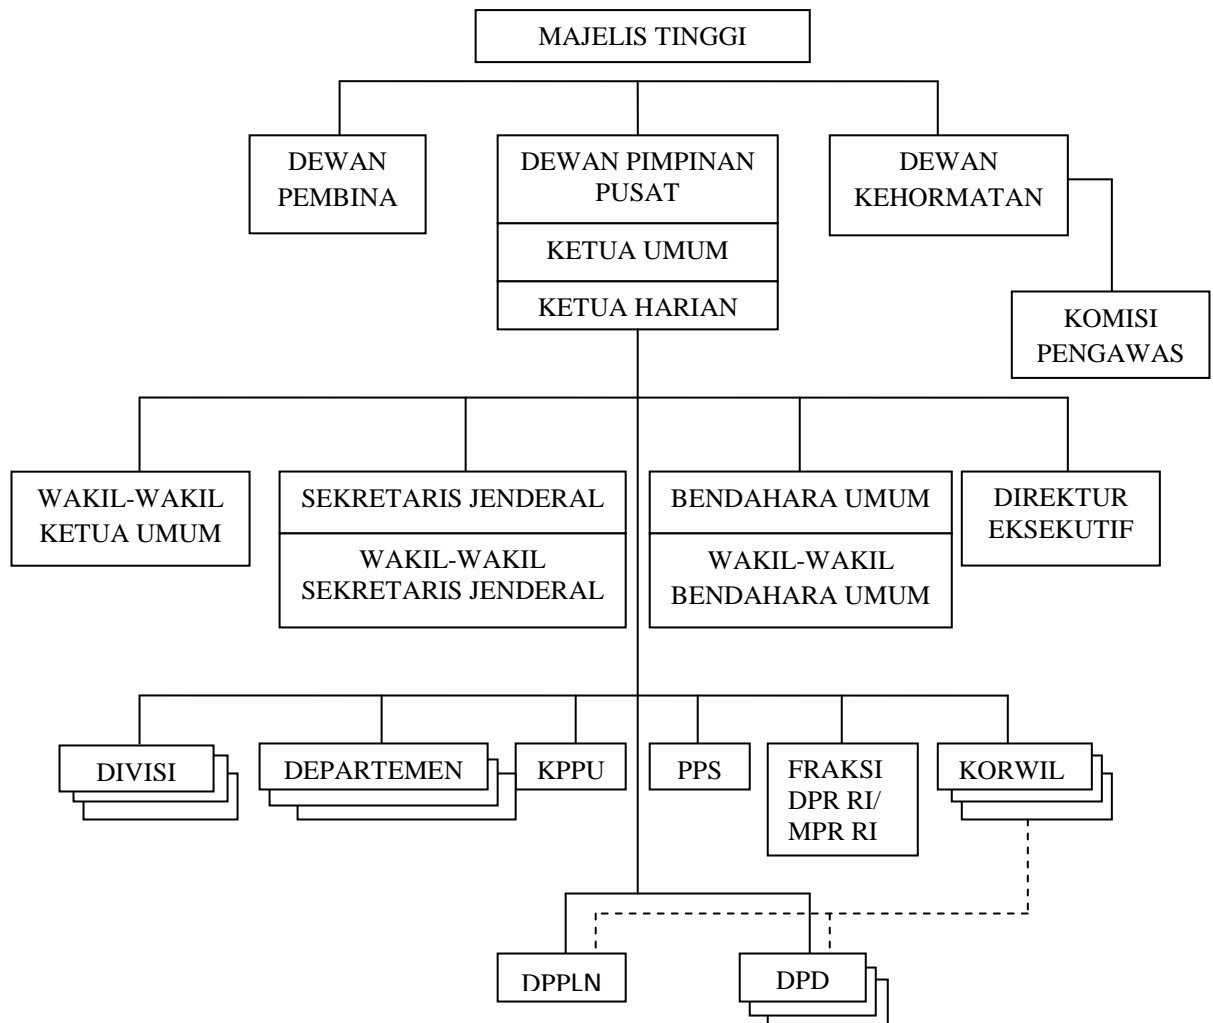 MAJELIS TINGGI
DEWAN
PEMBINA
DEWAN PIMPINAN
PUSAT
KETUA UMUM
KETUA HARIAN
DEWAN
KEHORMATAN
KOMISI
PENGAWAS
WAKIL-WAKIL
KETUA UMUM
SEKRETARIS JENDERAL
WAKIL-WAKIL
SEKRETARIS JENDERAL
BENDAHARA UMUM
WAKIL-WAKIL
BENDAHARA UMUM
DIREKTUR
EKSEKUTIF
DIVISI
DEPARTEMEN
KPPU
PPS
FRAKSI
DPR RI/
MPR RI
KORWIL
DPPLN
DPD